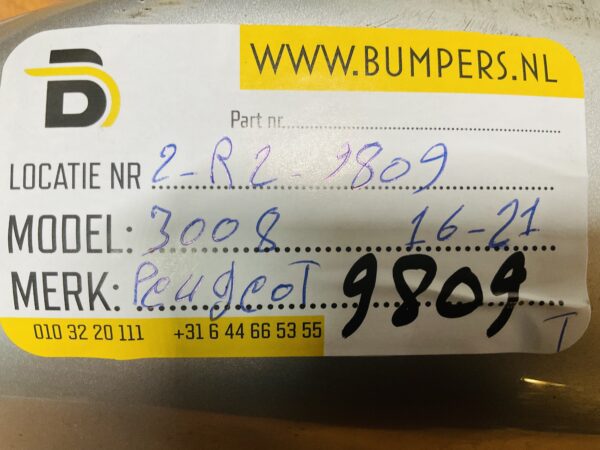 B
WWW.BUMPERS.NL
Part nr.
LOCATIE NR 2-R2-9809
MODEL: 3008 16-21
MERK: PeugeoT 9809
010 32 20 111 +31 6 44 66 53 55 T